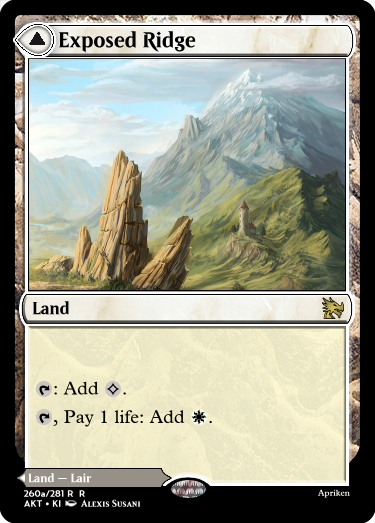 Exposed Ridge
Land
: Add .
, Pay 1 life: Add .
Land — Lair
260a/281 R R
Apriken
AKT • KI Alexis Susani